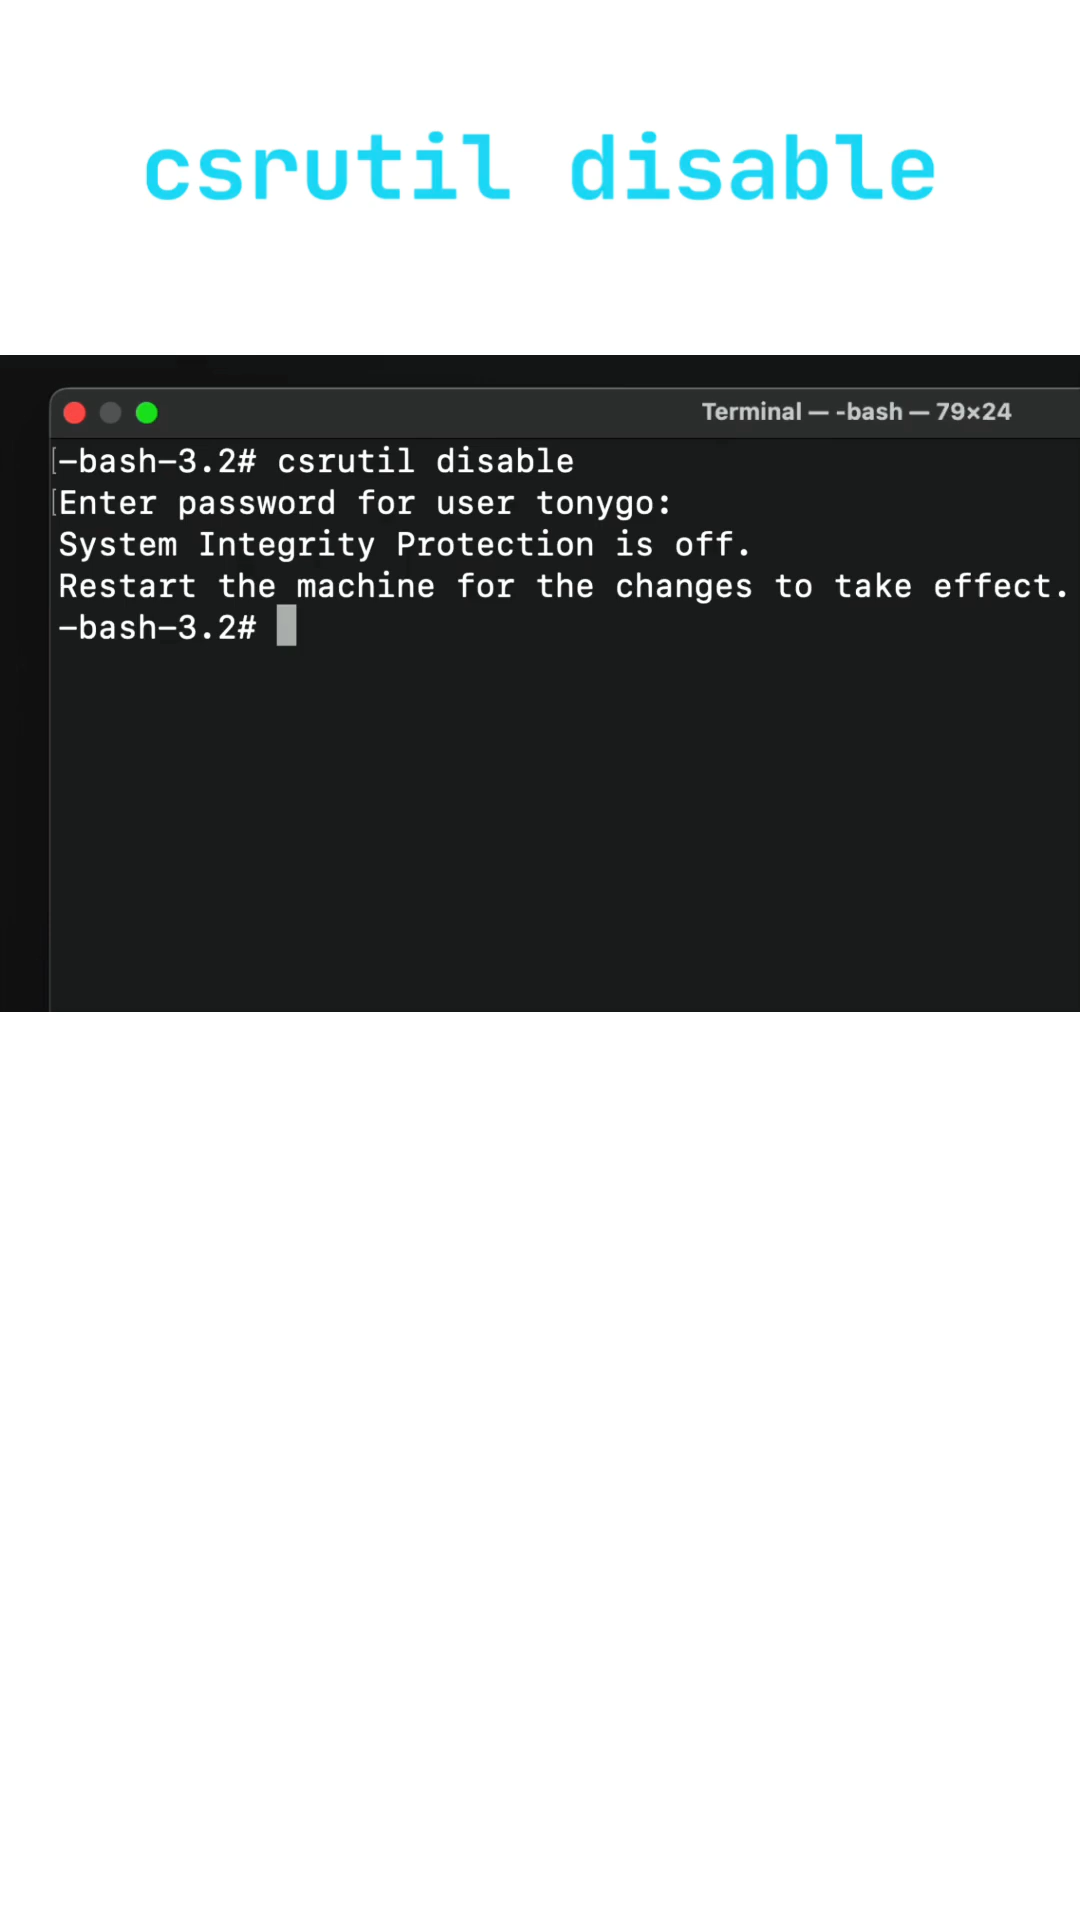 csrutil disable
Terminal — -bash — 79×24
-bash-3.2# csrutil disable
Enter password for user tonygo:
System Integrity Protection is off.
Restart the machine for the changes to take effect.
-bash-3.2#